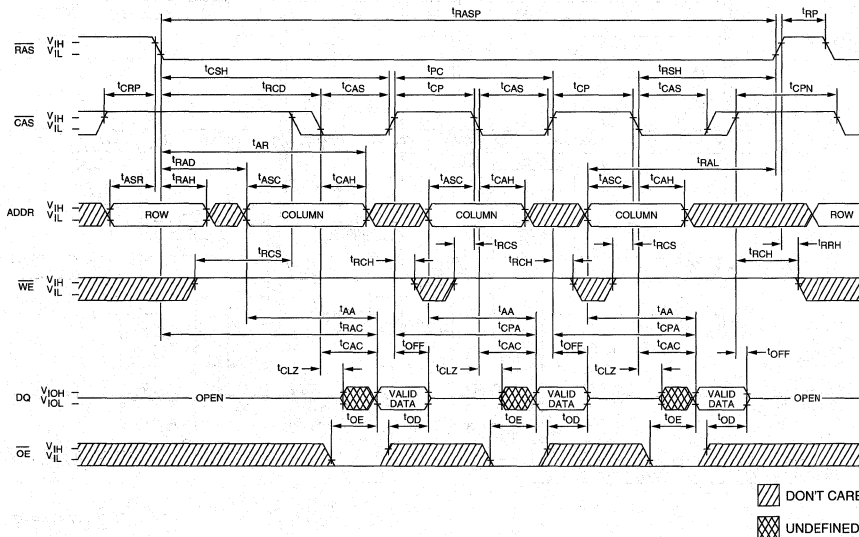 tRASP tRP
RAS VIH
VIL
tCSH tPC tRSH
tCRP tRCD tCAS tCP tCAS tCP tCAS tCPN
CAS VIH
VIL
tAR
tRAD tRAL
tASR tRAH tASC tCAH tASC tCAH tASC tCAH
ADDR VIH
VIL
ROW COLUMN COLUMN COLUMN ROW
tRCS tRCH tRCS tRCH tRCS tRCH tRRH
WE VIH
VIL
tAA tAA tAA
tRAC tCPA tCPA
tCAC tOFF tCAC tOFF tCAC tOFF
tCLZ tCLZ tCLZ
DQ VIOH
VIOL
OPEN VALID DATA VALID DATA VALID DATA OPEN
tOE tOD tOE tOD tOE tOD
OE VIH
VIL
DON'T CARE
UNDEFINED